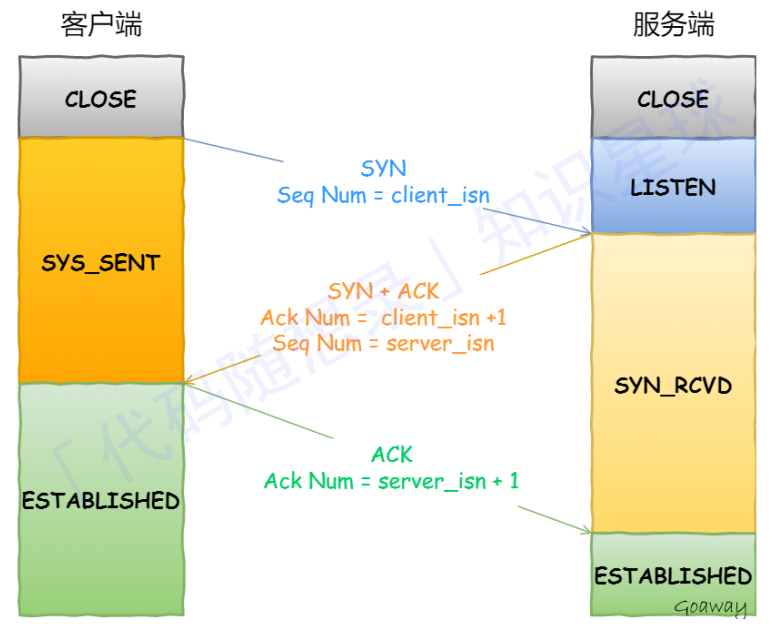 客户端
服务端
CLOSE
CLOSE
SYN
Seq Num = client_isn
LISTEN
SYS_SENT
SYN + ACK
Ack Num = client_isn +1
Seq Num = server_isn
SYN_RCVD
ACK
Ack Num = server_isn + 1
ESTABLISHED
ESTABLISHED
Goaway
「代码随想录」知识星球